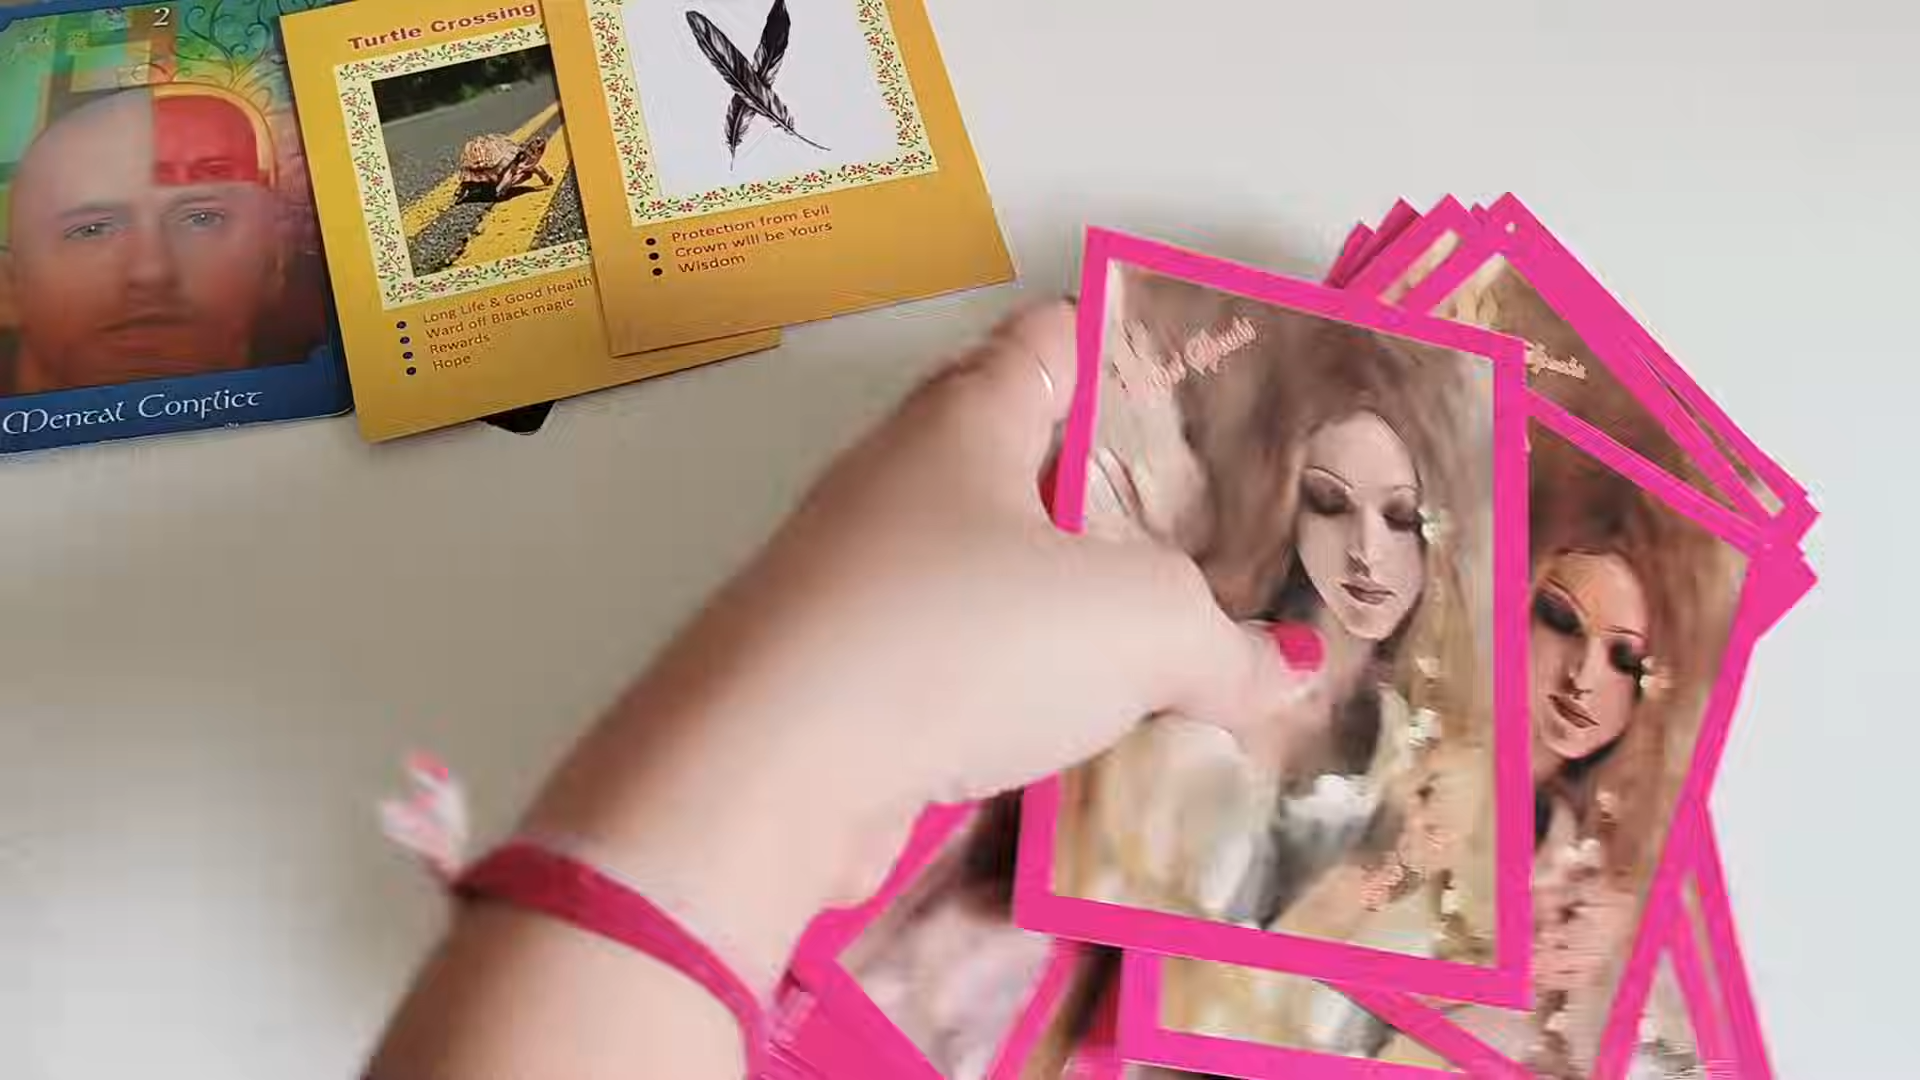 2
Mental Conflict
Turtle Crossing
Long Life & Good Health
Ward off Black magic
Rewards
Hope
Protection from Evil
Crown will be Yours
Wisdom